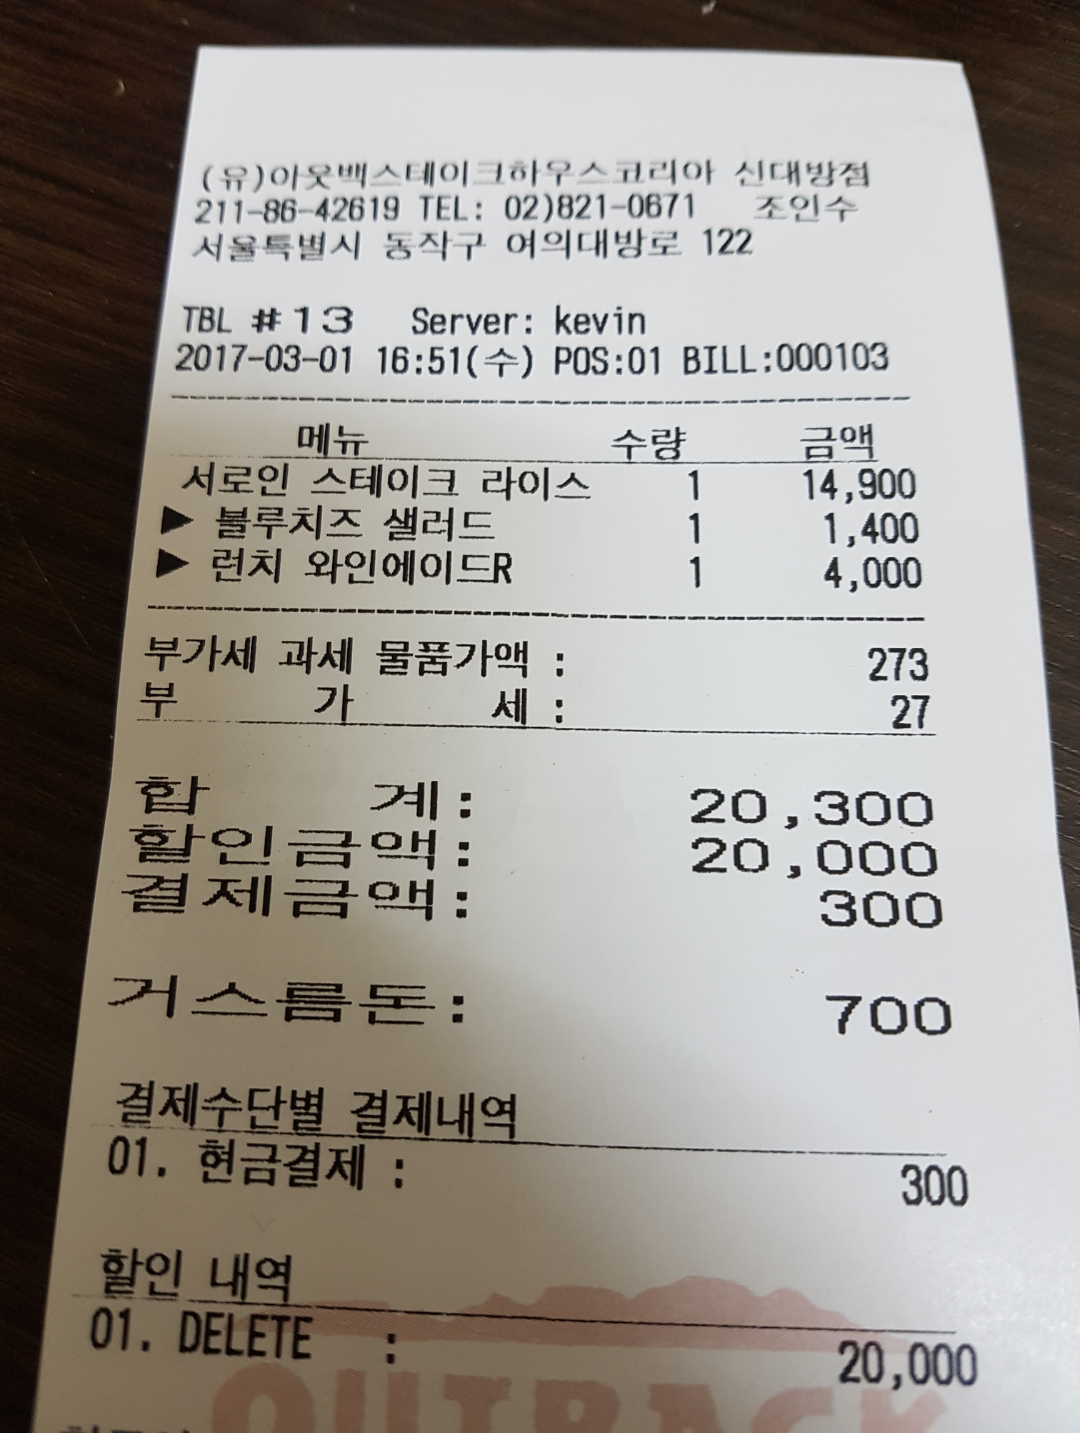 (유)아웃백스테이크하우스코리아 신대방점
211-86-42619 TEL: 02)821-0671 조인수
서울특별시 동작구 여의대방로 122
TBL #13 Server: kevin
2017-03-01 16:51(수) POS:01 BILL:000103
메뉴 수량 금액
서로인 스테이크 라이스 1 14,900
▶ 블루치즈 샐러드 1 1,400
▶ 런치 와인에이드R 1 4,000
부가세 과세 물품가액 : 273
부 가 세 : 27
합 계: 20,300
할인금액: 20,000
결제금액: 300
거스름돈: 700
결제수단별 결제내역
01. 현금결제 : 300
할인 내역
01. DELETE : 20,000
OUTBACK